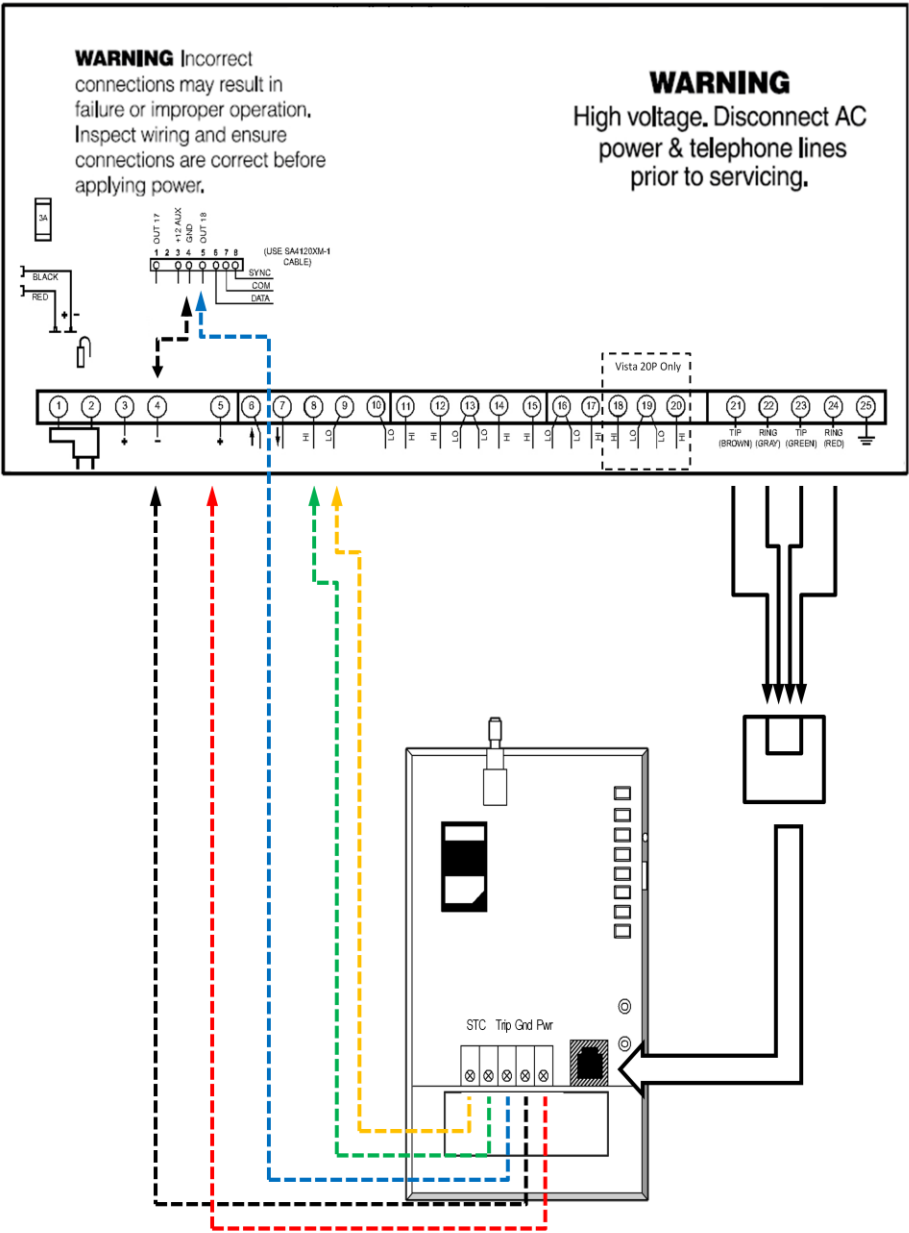 WARNING Incorrect
connections may result in
failure or improper operation.
Inspect wiring and ensure
connections are correct before
applying power.
WARNING
High voltage. Disconnect AC
power & telephone lines
prior to servicing.
3A
OUT 17
+12 AUX
GND
OUT 18
1 2 3 4 5 6 7 8
(USE SA4120XM-1
CABLE)
SYNC
COM
DATA
BLACK
RED
+ -
Vista 20P Only
1 2 3 4 5 6 7 8 9 10 11 12 13 14 15 16 17 18 19 20 21 22 23 24 25
+ - + HI LO LO HI HI LO LO HI HI LO LO HI HI LO LO HI
TIP RING TIP RING
(BROWN) (GRAY) (GREEN) (RED)
STC Trip Gnd Pwr